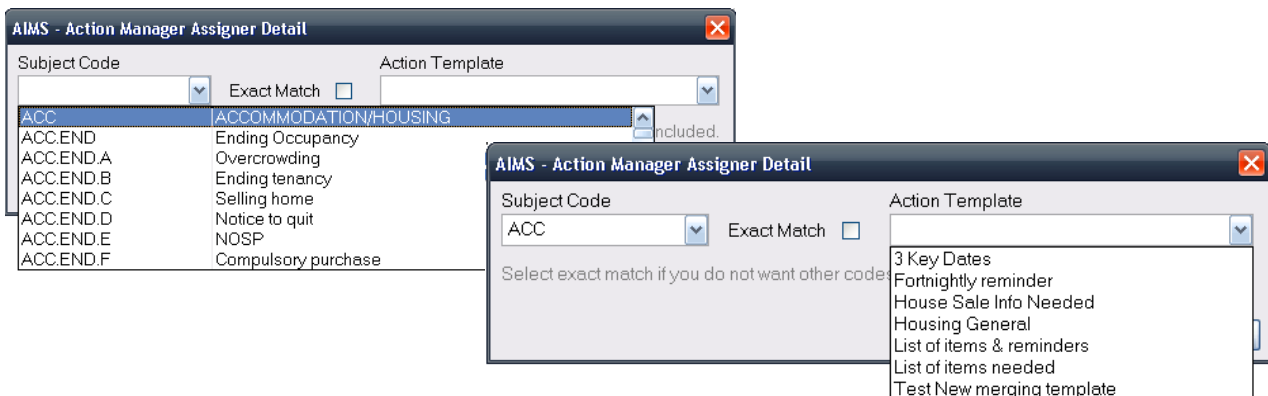 AIMS - Action Manager Assigner Detail
Subject Code Action Template
Exact Match
ACC ACCOMMODATION/HOUSING
ACC.END Ending Occupancy
included.
ACC.END.A Overcrowding
ACC.END.B Ending tenancy
ACC.END.C Selling home
ACC.END.D Notice to quit
ACC.END.E NOSP
ACC.END.F Compulsory purchase
AIMS - Action Manager Assigner Detail
Subject Code Action Template
ACC Exact Match
Select exact match if you do not want other codes
3 Key Dates
Fortnightly reminder
House Sale Info Needed
Housing General
List of items & reminders
List of items needed
Test New merging template